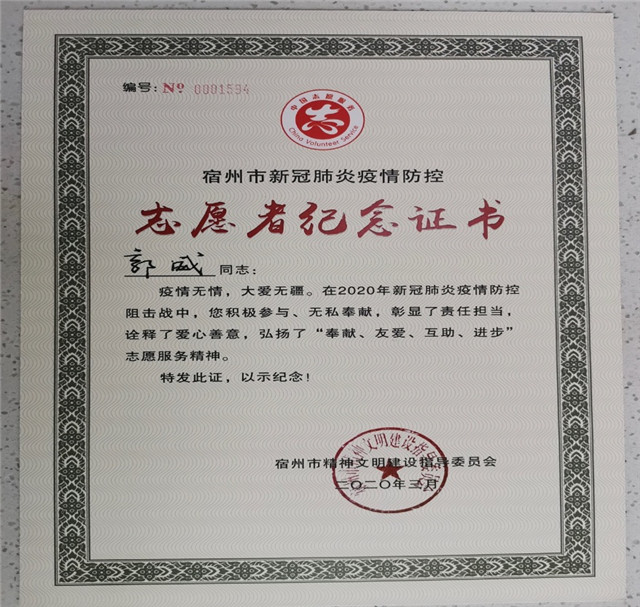 编号：№ 0001594
中国志愿服务
China Volunteer Service
宿州市新冠肺炎疫情防控
志愿者纪念证书
郭威 同志：
疫情无情，大爱无疆。在2020年新冠肺炎疫情防控
阻击战中，您积极参与、无私奉献，彰显了责任担当，
诠释了爱心善意，弘扬了“奉献、友爱、互助、进步”
志愿服务精神。
特发此证，以示纪念！
宿州市精神文明建设指导委员会
二〇二〇年三月